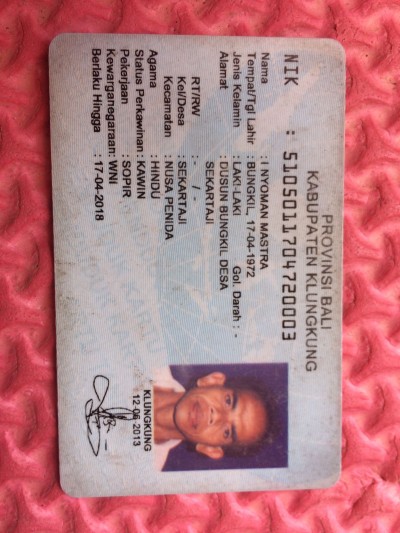 PROVINSI BALI
KABUPATEN KLUNGKUNG
NIK : 5105011704720003
Nama : I NYOMAN MASTRA
Tempat/Tgl Lahir : BUNGKIL, 17-04-1972
Jenis Kelamin : LAKI-LAKI Gol. Darah : -
Alamat : DUSUN BUNGKIL DESA
SEKARTAJI
RT/RW : - / -
Kel/Desa : SEKARTAJI
Kecamatan : NUSA PENIDA
Agama : HINDU
Status Perkawinan: KAWIN
Pekerjaan : SOPIR
Kewarganegaraan: WNI
Berlaku Hingga : 17-04-2018
KLUNGKUNG
12-06-2013